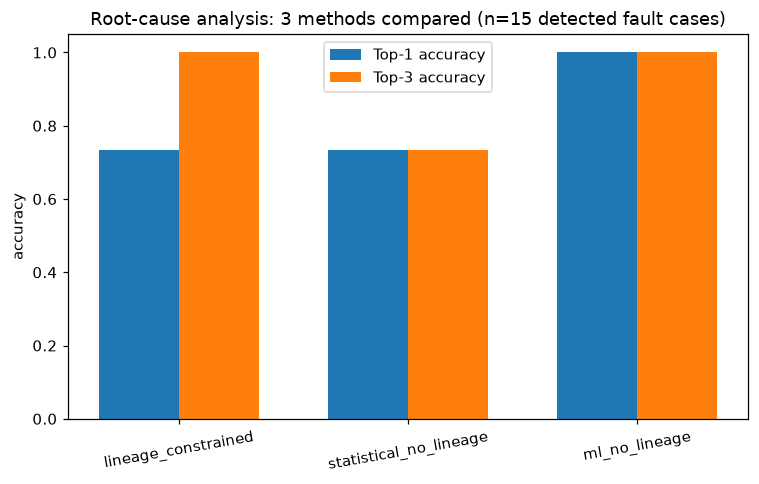 Root-cause analysis: 3 methods compared (n=15 detected fault cases)
Top-1 accuracy
Top-3 accuracy
accuracy
1.0
0.8
0.6
0.4
0.2
0.0
lineage_constrained
statistical_no_lineage
ml_no_lineage